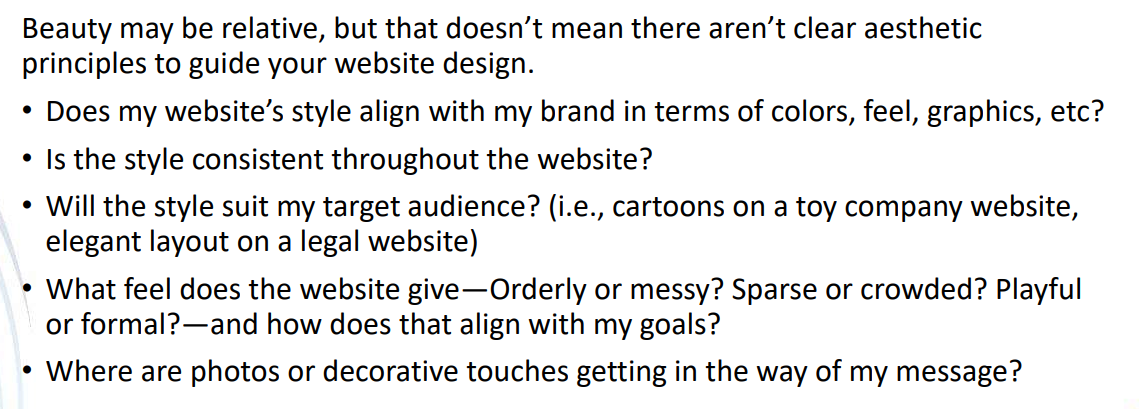 Beauty may be relative, but that doesn’t mean there aren’t clear aesthetic
principles to guide your website design.
• Does my website’s style align with my brand in terms of colors, feel, graphics, etc?
• Is the style consistent throughout the website?
• Will the style suit my target audience? (i.e., cartoons on a toy company website,
elegant layout on a legal website)
• What feel does the website give—Orderly or messy? Sparse or crowded? Playful
or formal?—and how does that align with my goals?
• Where are photos or decorative touches getting in the way of my message?